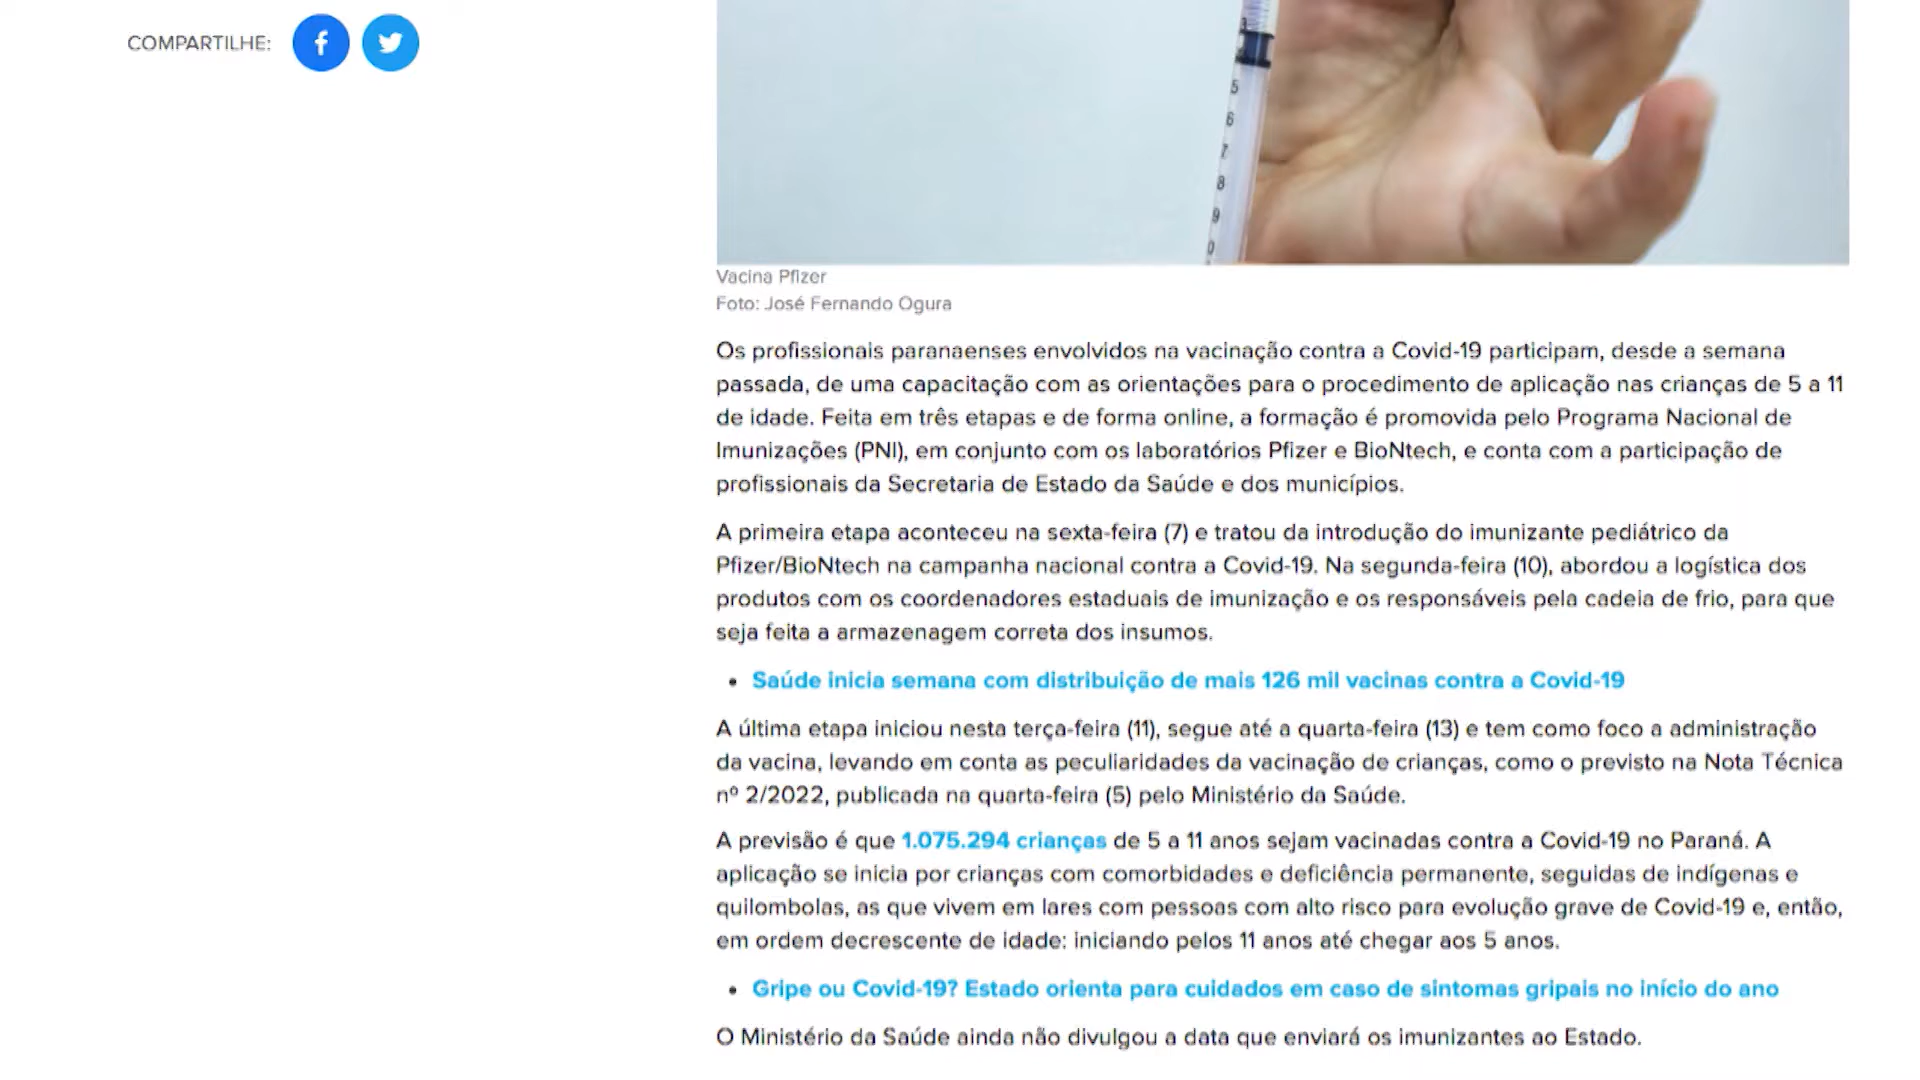 COMPARTILHE:
3
5
6
7
8
9
0
Vacina Pfizer
Foto: José Fernando Ogura
Os profissionais paranaenses envolvidos na vacinação contra a Covid-19 participam, desde a semana
passada, de uma capacitação com as orientações para o procedimento de aplicação nas crianças de 5 a 11
de idade. Feita em três etapas e de forma online, a formação é promovida pelo Programa Nacional de
Imunizações (PNI), em conjunto com os laboratórios Pfizer e BioNtech, e conta com a participação de
profissionais da Secretaria de Estado da Saúde e dos municípios.
A primeira etapa aconteceu na sexta-feira (7) e tratou da introdução do imunizante pediátrico da
Pfizer/BioNtech na campanha nacional contra a Covid-19. Na segunda-feira (10), abordou a logística dos
produtos com os coordenadores estaduais de imunização e os responsáveis pela cadeia de frio, para que
seja feita a armazenagem correta dos insumos.
• Saúde inicia semana com distribuição de mais 126 mil vacinas contra a Covid-19
A última etapa iniciou nesta terça-feira (11), segue até a quarta-feira (13) e tem como foco a administração
da vacina, levando em conta as peculiaridades da vacinação de crianças, como o previsto na Nota Técnica
nº 2/2022, publicada na quarta-feira (5) pelo Ministério da Saúde.
A previsão é que 1.075.294 crianças de 5 a 11 anos sejam vacinadas contra a Covid-19 no Paraná. A
aplicação se inicia por crianças com comorbidades e deficiência permanente, seguidas de indígenas e
quilombolas, as que vivem em lares com pessoas com alto risco para evolução grave de Covid-19 e, então,
em ordem decrescente de idade: iniciando pelos 11 anos até chegar aos 5 anos.
• Gripe ou Covid-19? Estado orienta para cuidados em caso de sintomas gripais no início do ano
O Ministério da Saúde ainda não divulgou a data que enviará os imunizantes ao Estado.